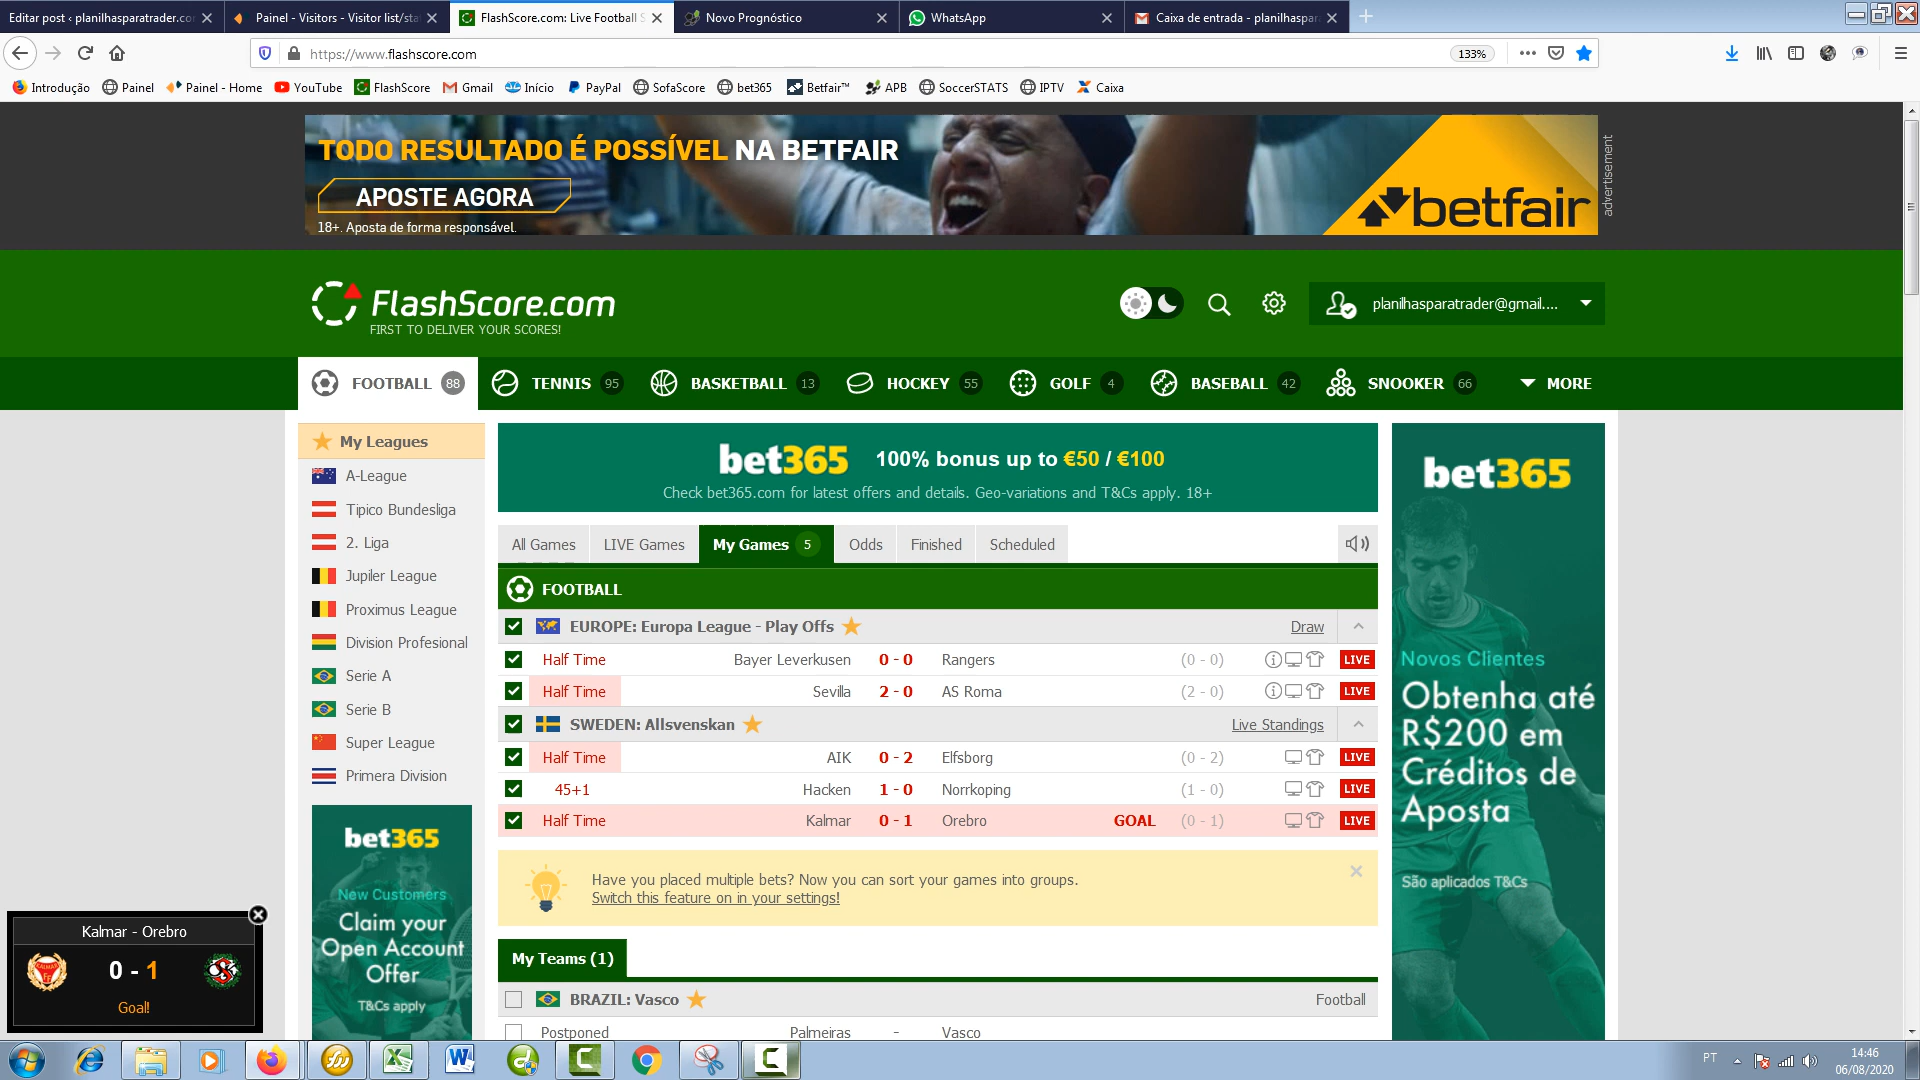 Editar post ‹ planilhasparatrader.co
Painel - Visitors - Visitor list/sta
FlashScore.com: Live Football S
Novo Prognóstico
WhatsApp
Caixa de entrada - planilhaspar
https://www.flashscore.com
133%
Introdução
Painel
Painel - Home
YouTube
FlashScore
Gmail
Início
PayPal
SofaScore
bet365
Betfair™
APB
SoccerSTATS
IPTV
Caixa
TODO RESULTADO É POSSÍVEL NA BETFAIR
APOSTE AGORA
18+. Aposta de forma responsável.
betfair
advertisement
FlashScore.com
FIRST TO DELIVER YOUR SCORES!
planilhasparatrader@gmail....
FOOTBALL 88
TENNIS 95
BASKETBALL 13
HOCKEY 55
GOLF 4
BASEBALL 42
SNOOKER 66
MORE
My Leagues
A-League
Tipico Bundesliga
2. Liga
Jupiler League
Proximus League
Division Profesional
Serie A
Serie B
Super League
Primera Division
bet365
New Customers
Claim your
Open Account
Offer
T&Cs apply
bet365 100% bonus up to €50 / €100
Check bet365.com for latest offers and details. Geo-variations and T&Cs apply. 18+
All Games LIVE Games My Games 5 Odds Finished Scheduled
FOOTBALL
EUROPE: Europa League - Play Offs Draw
Half Time Bayer Leverkusen 0 - 0 Rangers (0 - 0) LIVE
Half Time Sevilla 2 - 0 AS Roma (2 - 0) LIVE
SWEDEN: Allsvenskan Live Standings
Half Time AIK 0 - 2 Elfsborg (0 - 2) LIVE
45+1 Hacken 1 - 0 Norrkoping (1 - 0) LIVE
Half Time Kalmar 0 - 1 Orebro GOAL (0 - 1) LIVE
Have you placed multiple bets? Now you can sort your games into groups.
Switch this feature on in your settings!
My Teams (1)
BRAZIL: Vasco Football
Postponed Palmeiras - Vasco
bet365
Novos Clientes
Obtenha até
R$200 em
Créditos de
Aposta
São aplicados T&Cs
Kalmar - Orebro
0 - 1
Goal!
PT
14:46
06/08/2020